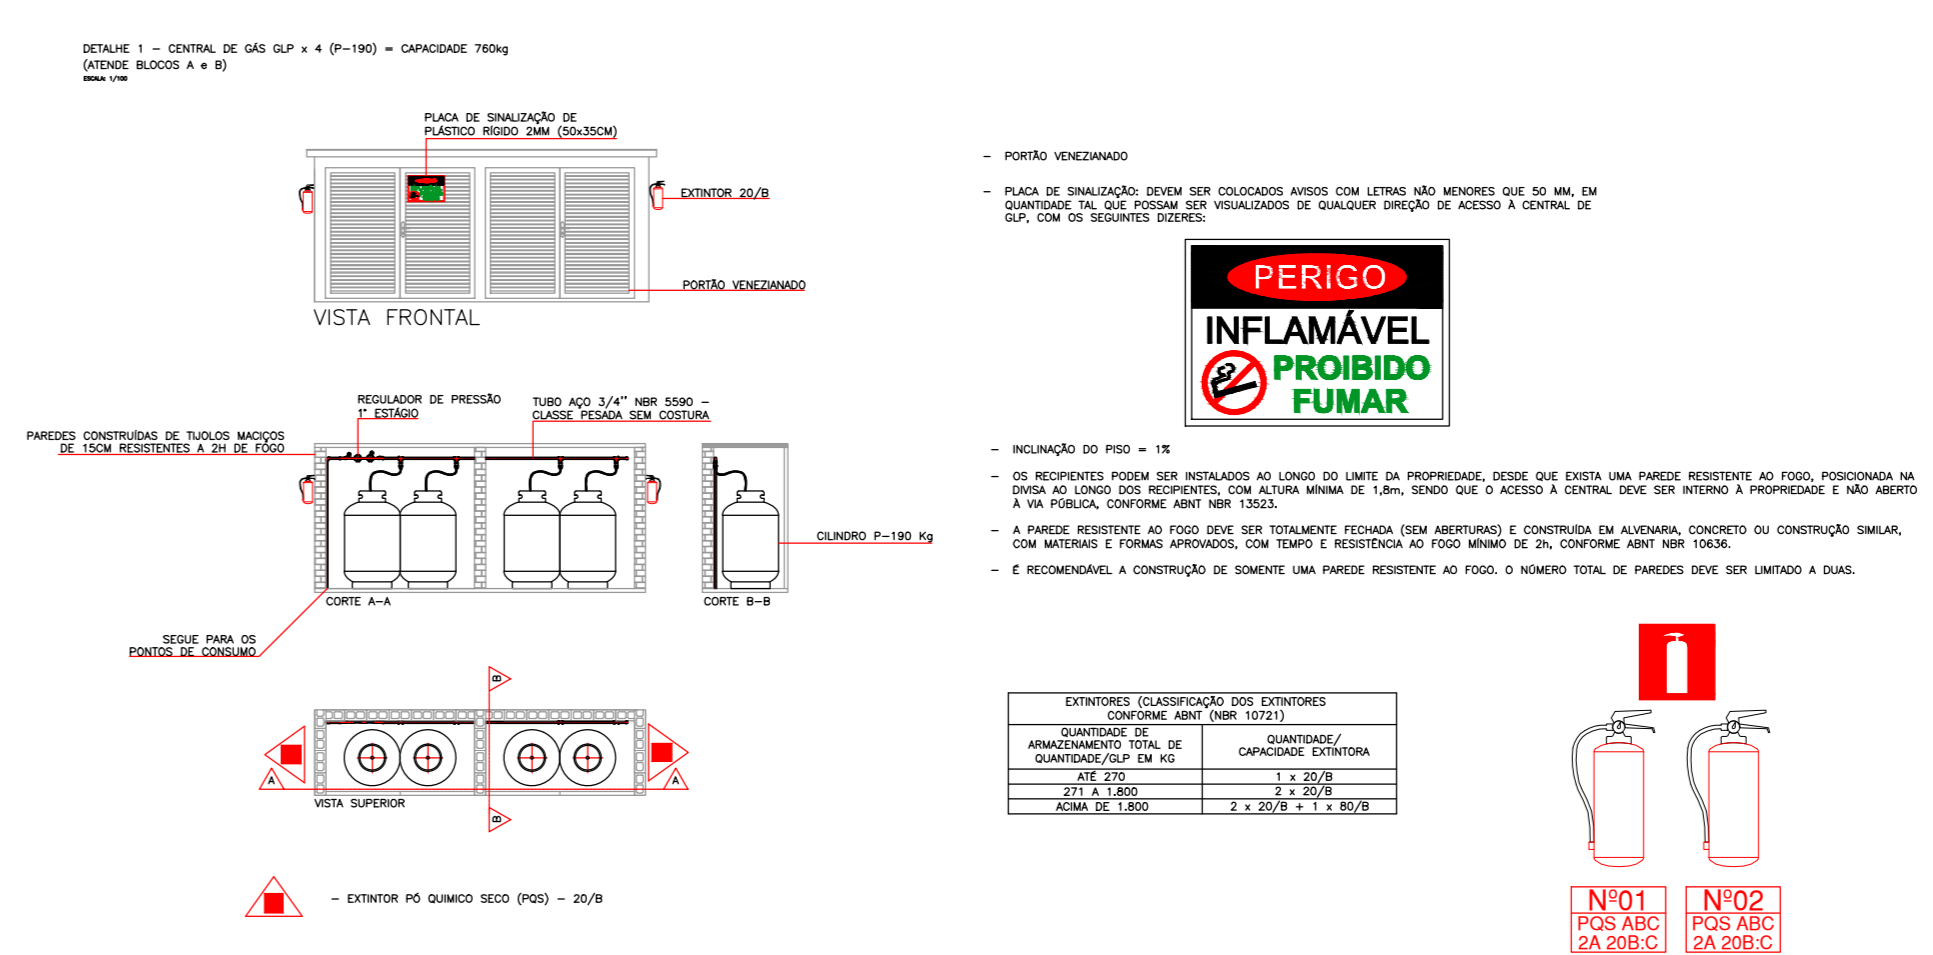 DETALHE 1 – CENTRAL DE GÁS GLP x 4 (P–190) = CAPACIDADE 760kg
(ATENDE BLOCOS A e B)
ESCALA: 1/100
PLACA DE SINALIZAÇÃO DE
PLÁSTICO RÍGIDO 2MM (50x35CM)
EXTINTOR 20/B
PORTÃO VENEZIANADO
VISTA FRONTAL
REGULADOR DE PRESSÃO
1° ESTÁGIO
TUBO AÇO 3/4'' NBR 5590 –
CLASSE PESADA SEM COSTURA
PAREDES CONSTRUÍDAS DE TIJOLOS MACIÇOS
DE 15CM RESISTENTES A 2H DE FOGO
CILINDRO P–190 Kg
CORTE A–A
CORTE B–B
SEGUE PARA OS
PONTOS DE CONSUMO
B
A
A
B
VISTA SUPERIOR
– EXTINTOR PÓ QUIMICO SECO (PQS) – 20/B
– PORTÃO VENEZIANADO
– PLACA DE SINALIZAÇÃO: DEVEM SER COLOCADOS AVISOS COM LETRAS NÃO MENORES QUE 50 MM, EM
QUANTIDADE TAL QUE POSSAM SER VISUALIZADOS DE QUALQUER DIREÇÃO DE ACESSO À CENTRAL DE
GLP, COM OS SEGUINTES DIZERES:
PERIGO
INFLAMÁVEL
PROIBIDO
FUMAR
– INCLINAÇÃO DO PISO = 1%
– OS RECIPIENTES PODEM SER INSTALADOS AO LONGO DO LIMITE DA PROPRIEDADE, DESDE QUE EXISTA UMA PAREDE RESISTENTE AO FOGO, POSICIONADA NA
DIVISA AO LONGO DOS RECIPIENTES, COM ALTURA MÍNIMA DE 1,8m, SENDO QUE O ACESSO À CENTRAL DEVE SER INTERNO À PROPRIEDADE E NÃO ABERTO
À VIA PÚBLICA, CONFORME ABNT NBR 13523.
– A PAREDE RESISTENTE AO FOGO DEVE SER TOTALMENTE FECHADA (SEM ABERTURAS) E CONSTRUÍDA EM ALVENARIA, CONCRETO OU CONSTRUÇÃO SIMILAR,
COM MATERIAIS E FORMAS APROVADOS, COM TEMPO E RESISTÊNCIA AO FOGO MÍNIMO DE 2h, CONFORME ABNT NBR 10636.
– É RECOMENDÁVEL A CONSTRUÇÃO DE SOMENTE UMA PAREDE RESISTENTE AO FOGO. O NÚMERO TOTAL DE PAREDES DEVE SER LIMITADO A DUAS.
EXTINTORES (CLASSIFICAÇÃO DOS EXTINTORES
CONFORME ABNT (NBR 10721)
QUANTIDADE DE
ARMAZENAMENTO TOTAL DE
QUANTIDADE/GLP EM KG
QUANTIDADE/
CAPACIDADE EXTINTORA
ATÉ 270
1 x 20/B
271 A 1.800
2 x 20/B
ACIMA DE 1.800
2 x 20/B + 1 x 80/B
Nº01
PQS ABC
2A 20B:C
Nº02
PQS ABC
2A 20B:C